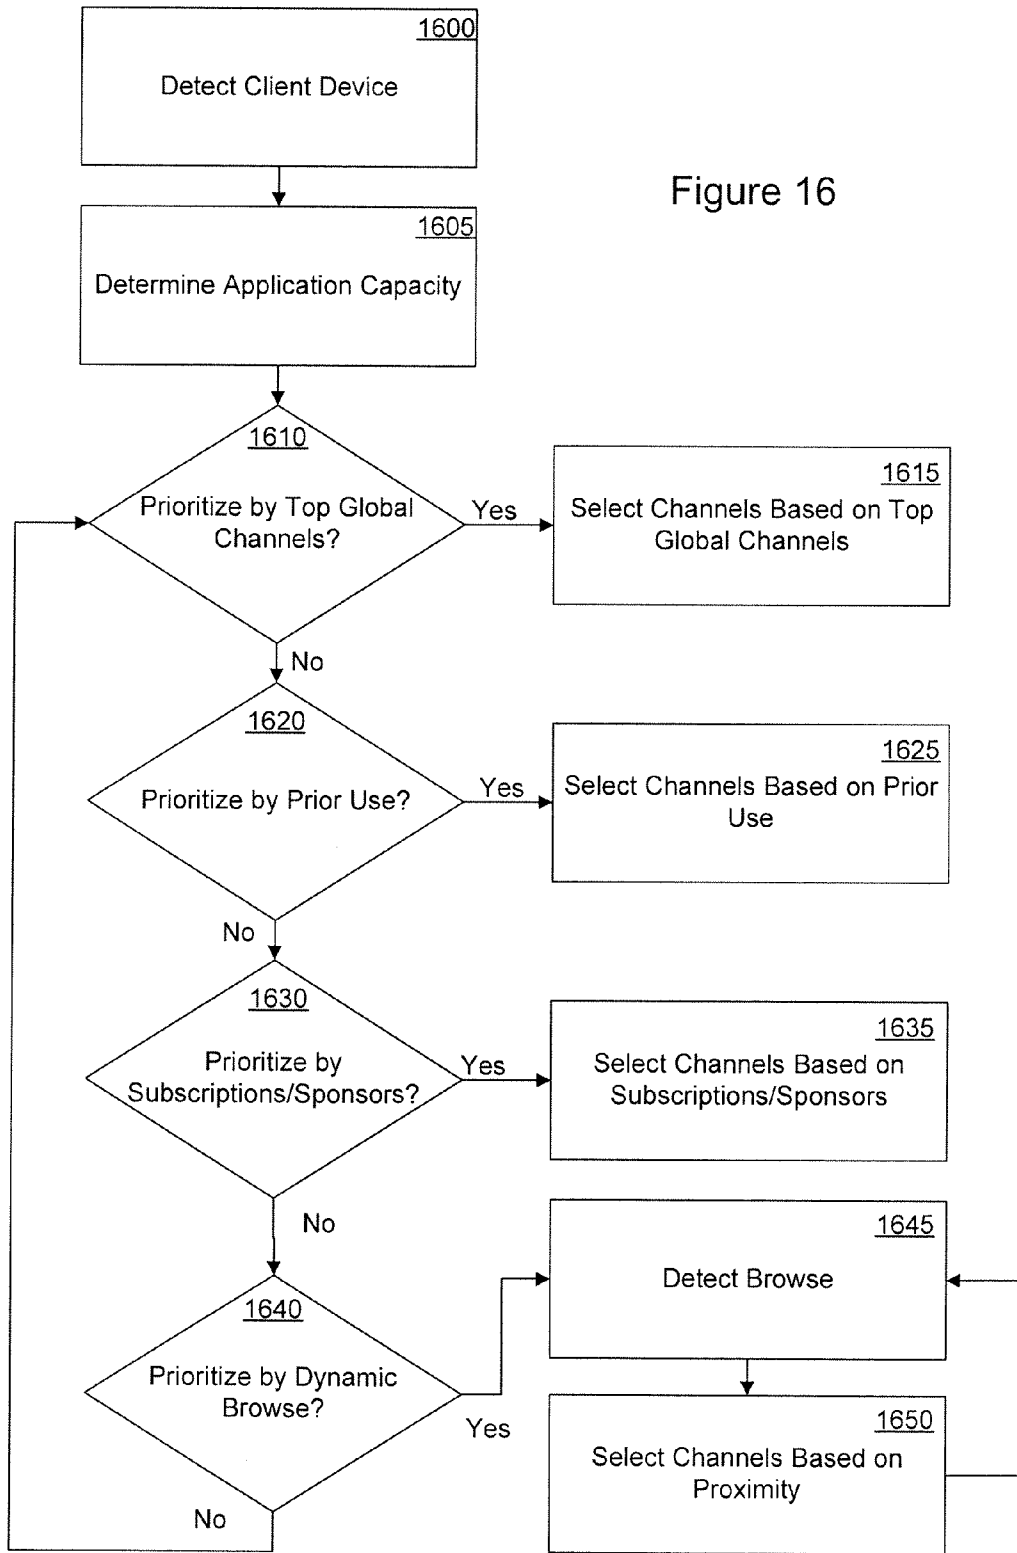 1600
Detect Client Device
Figure 16
1605
Determine Application Capacity
1610
Prioritize by Top Global
Channels?
Yes
1615
Select Channels Based on Top
Global Channels
No
1620
Prioritize by Prior Use?
Yes
1625
Select Channels Based on Prior
Use
No
1630
Prioritize by
Subscriptions/Sponsors?
Yes
1635
Select Channels Based on
Subscriptions/Sponsors
No
1640
Prioritize by Dynamic
Browse?
Yes
1645
Detect Browse
1650
Select Channels Based on
Proximity
No